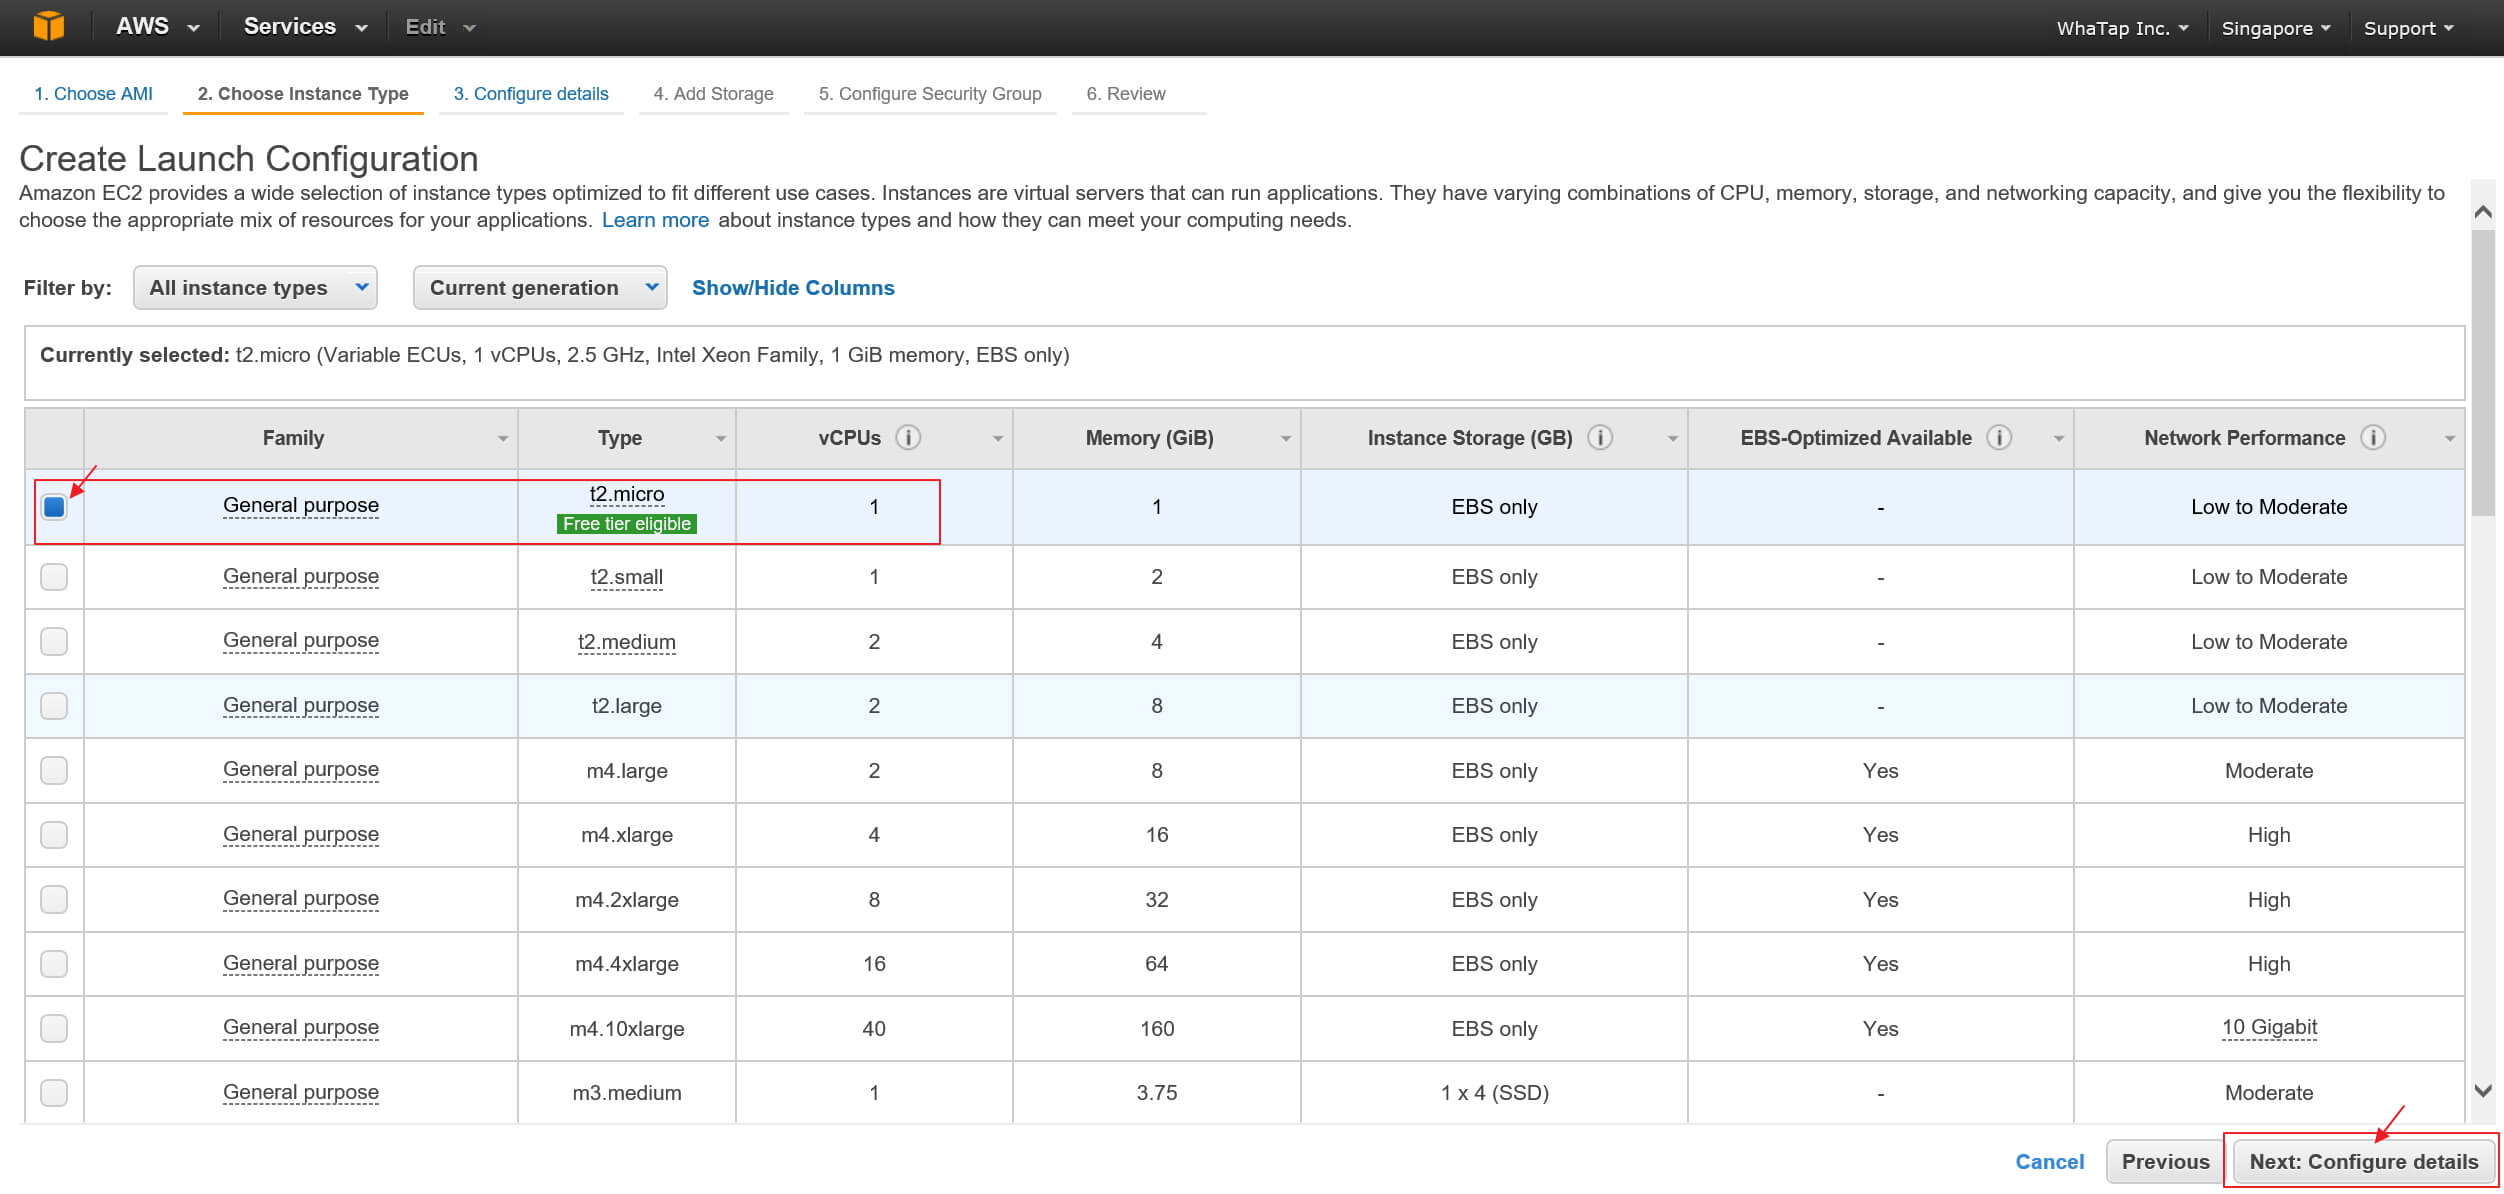 AWS Services Edit WhaTap Inc. Singapore Support
1. Choose AMI 2. Choose Instance Type 3. Configure details 4. Add Storage 5. Configure Security Group 6. Review
Create Launch Configuration
Amazon EC2 provides a wide selection of instance types optimized to fit different use cases. Instances are virtual servers that can run applications. They have varying combinations of CPU, memory, storage, and networking capacity, and give you the flexibility to
choose the appropriate mix of resources for your applications. Learn more about instance types and how they can meet your computing needs.
Filter by: All instance types Current generation Show/Hide Columns
Currently selected: t2.micro (Variable ECUs, 1 vCPUs, 2.5 GHz, Intel Xeon Family, 1 GiB memory, EBS only)
Family Type vCPUs i Memory (GiB) Instance Storage (GB) i EBS-Optimized Available i Network Performance i
General purpose t2.micro 1 1 EBS only - Low to Moderate
Free tier eligible
General purpose t2.small 1 2 EBS only - Low to Moderate
General purpose t2.medium 2 4 EBS only - Low to Moderate
General purpose t2.large 2 8 EBS only - Low to Moderate
General purpose m4.large 2 8 EBS only Yes Moderate
General purpose m4.xlarge 4 16 EBS only Yes High
General purpose m4.2xlarge 8 32 EBS only Yes High
General purpose m4.4xlarge 16 64 EBS only Yes High
General purpose m4.10xlarge 40 160 EBS only Yes 10 Gigabit
General purpose m3.medium 1 3.75 1 x 4 (SSD) - Moderate
Cancel Previous Next: Configure details